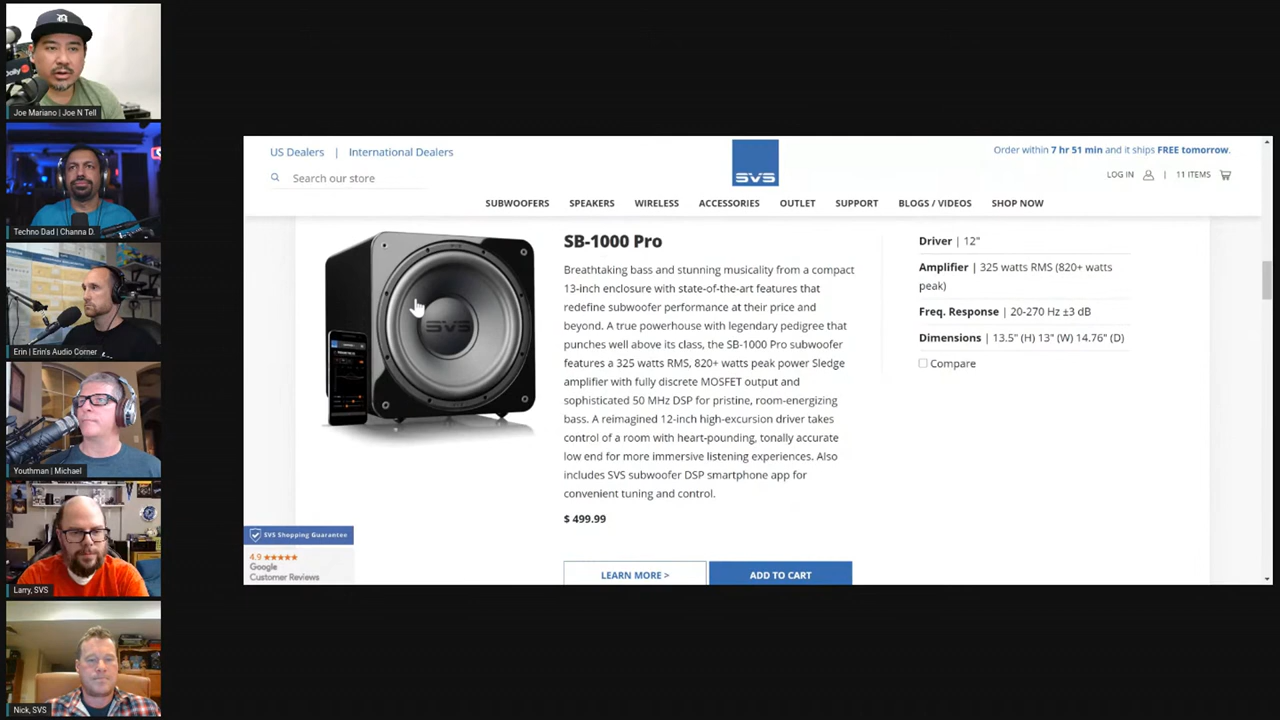 Joe Mariano | Joe N Tell
Techno Dad | Channa D.
Erin | Erin's Audio Corner
Youthman | Michael
Larry, SVS
Nick, SVS
US Dealers | International Dealers
Search our store
SVS
Order within 7 hr 51 min and it ships FREE tomorrow.
LOG IN | 11 ITEMS
SUBWOOFERS SPEAKERS WIRELESS ACCESSORIES OUTLET SUPPORT BLOGS / VIDEOS SHOP NOW
SVS
SB-1000 Pro
Breathtaking bass and stunning musicality from a compact
13-inch enclosure with state-of-the-art features that
redefine subwoofer performance at their price and
beyond. A true powerhouse with legendary pedigree that
punches well above its class, the SB-1000 Pro subwoofer
features a 325 watts RMS, 820+ watts peak power Sledge
amplifier with fully discrete MOSFET output and
sophisticated 50 MHz DSP for pristine, room-energizing
bass. A reimagined 12-inch high-excursion driver takes
control of a room with heart-pounding, tonally accurate
low end for more immersive listening experiences. Also
includes SVS subwoofer DSP smartphone app for
convenient tuning and control.
$ 499.99
LEARN MORE > ADD TO CART
Driver | 12"
Amplifier | 325 watts RMS (820+ watts
peak)
Freq. Response | 20-270 Hz ±3 dB
Dimensions | 13.5" (H) 13" (W) 14.76" (D)
Compare
SVS Shopping Guarantee
4.9 ★★★★★
Google
Customer Reviews